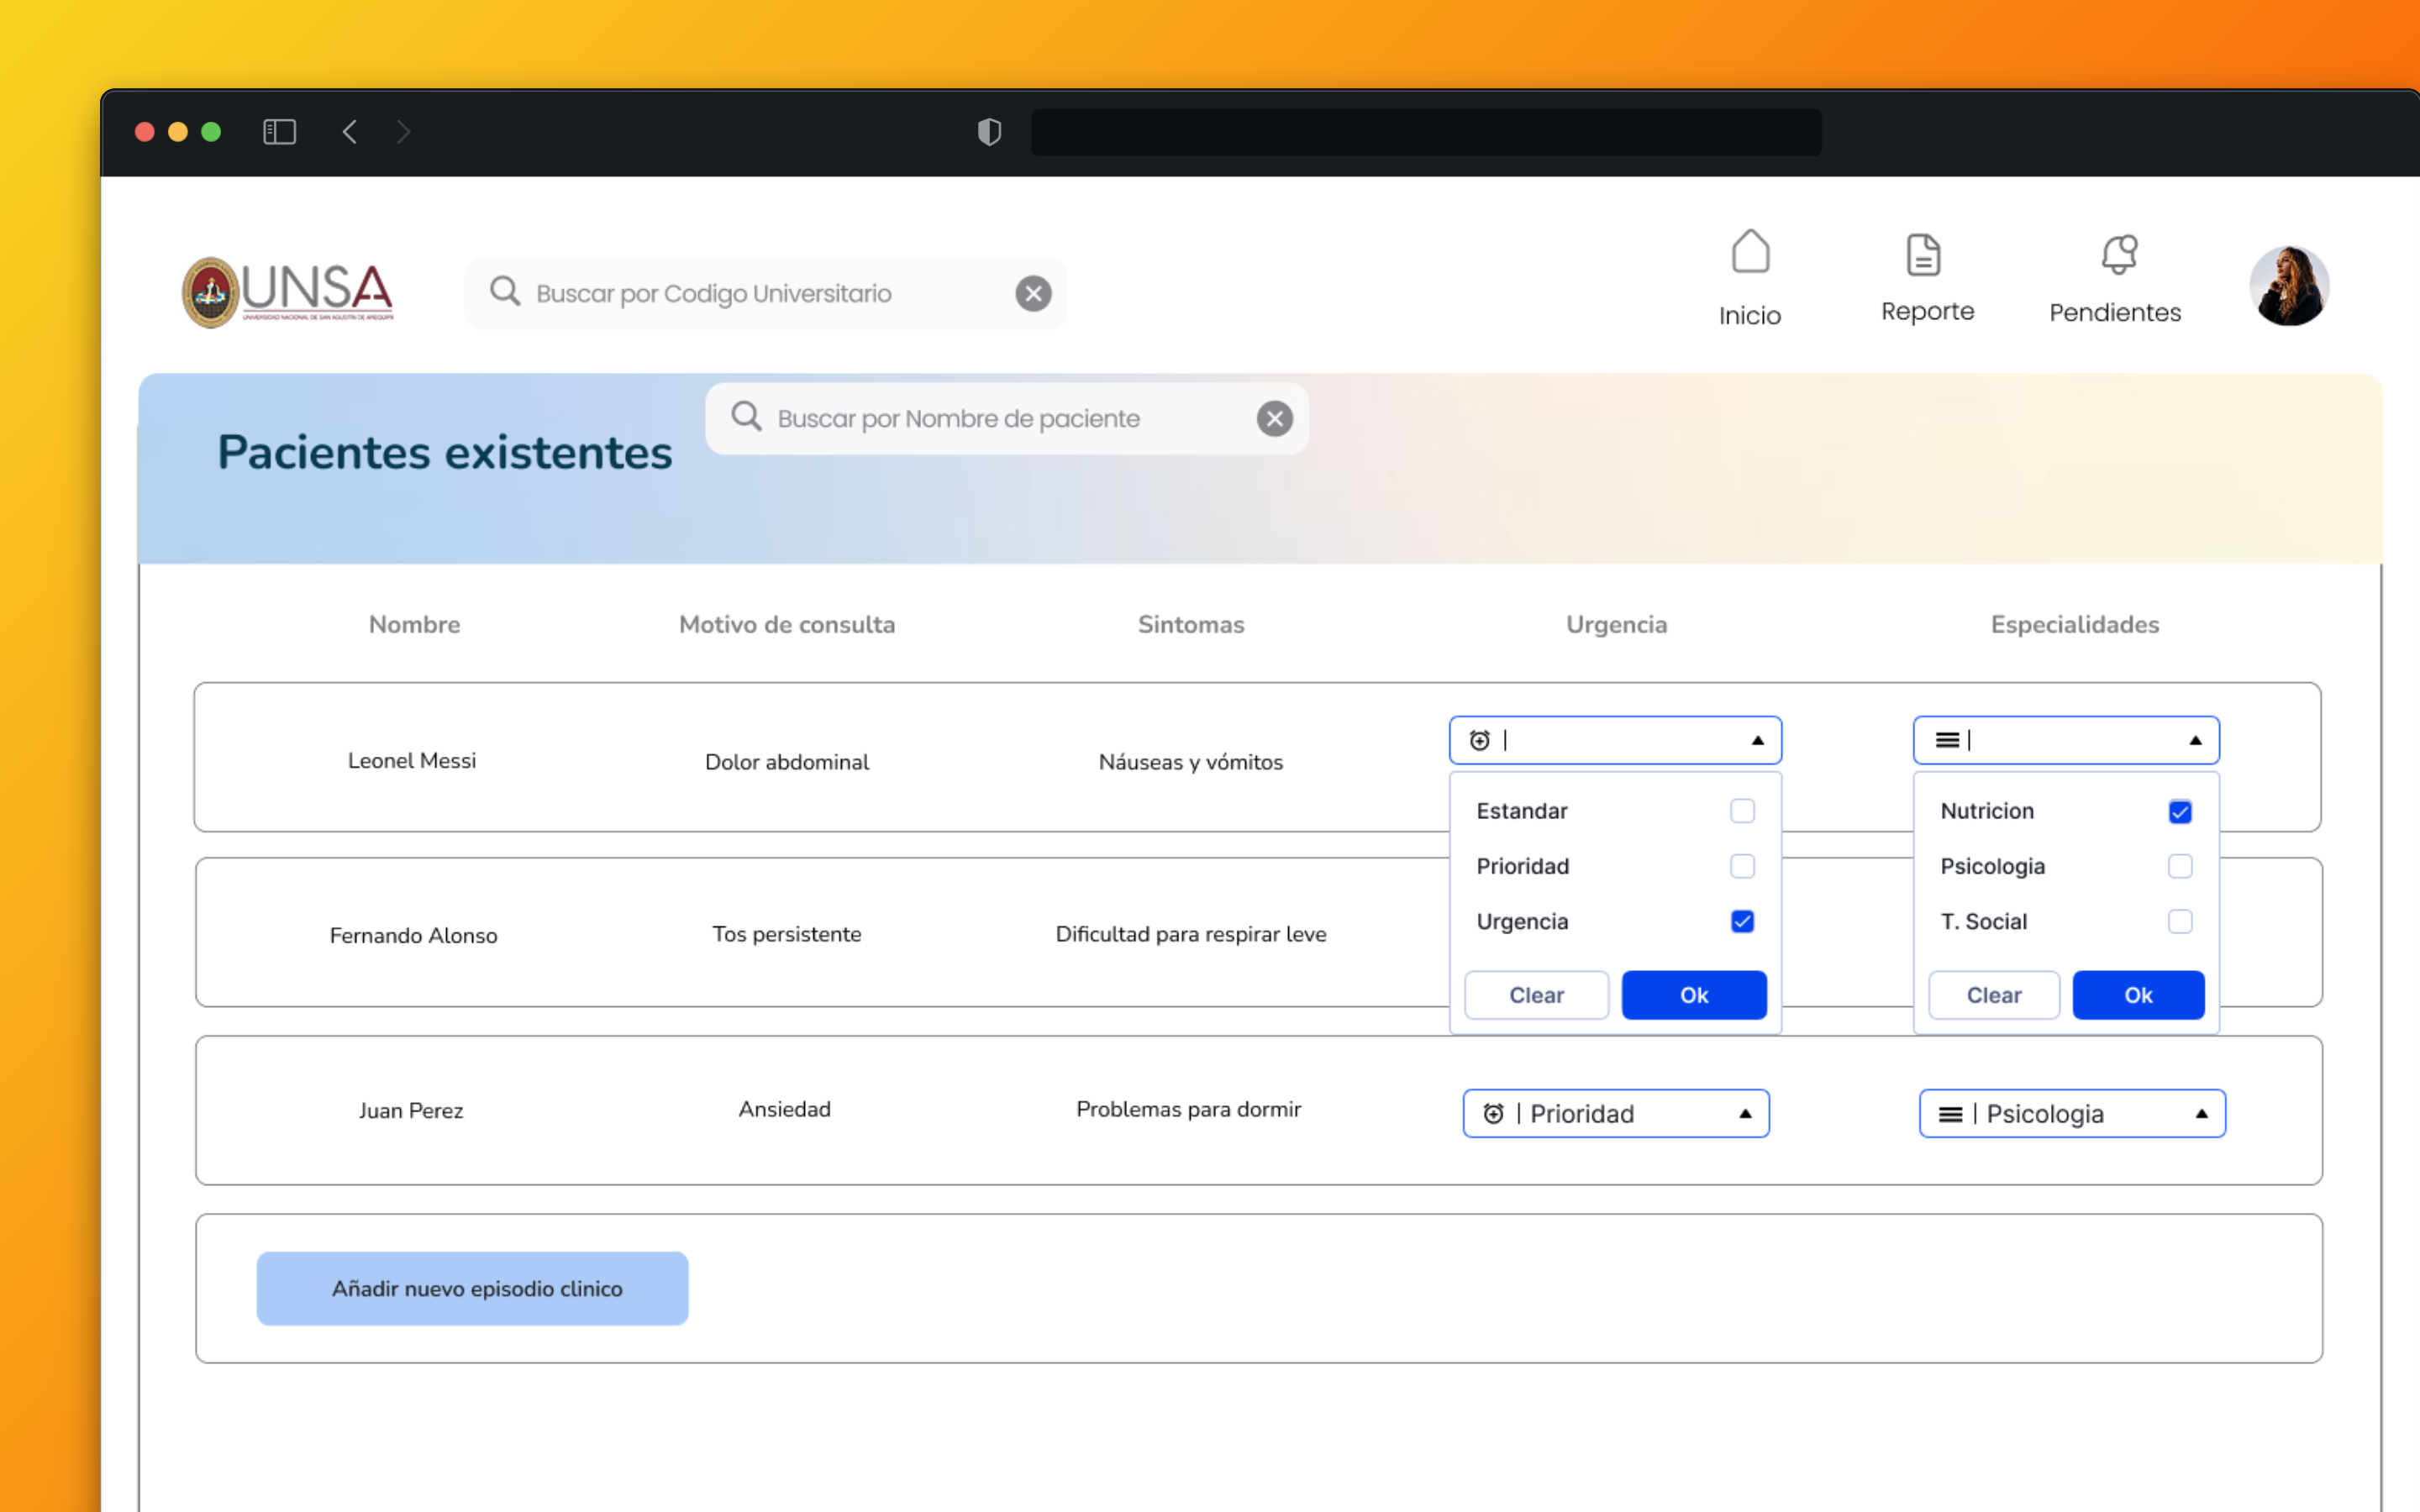 UNSA
UNIVERSIDAD NACIONAL DE SAN AGUSTÍN DE AREQUIPA
Buscar por Codigo Universitario
Inicio
Reporte
Pendientes
Pacientes existentes
Buscar por Nombre de paciente
Nombre
Motivo de consulta
Sintomas
Urgencia
Especialidades
Leonel Messi
Dolor abdominal
Náuseas y vómitos
Estandar
Prioridad
Urgencia
Clear
Ok
Nutricion
Psicologia
T. Social
Clear
Ok
Fernando Alonso
Tos persistente
Dificultad para respirar leve
Juan Perez
Ansiedad
Problemas para dormir
| Prioridad
| Psicologia
Añadir nuevo episodio clinico